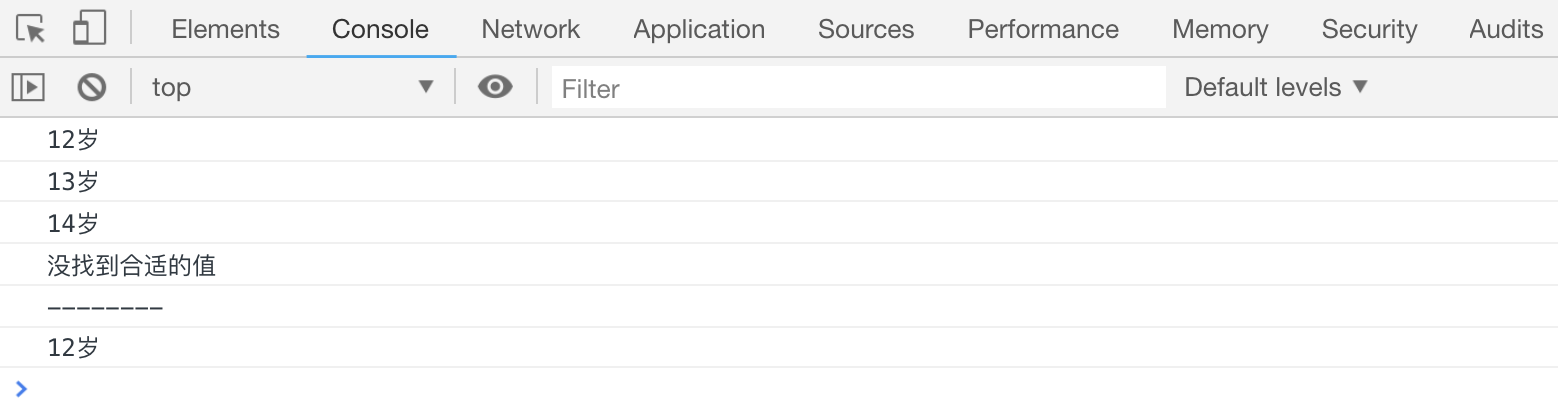 Elements Console Network Application Sources Performance Memory Security Audits
top ▼ Filter Default levels ▼
12岁
13岁
14岁
没找到合适的值
--------
12岁